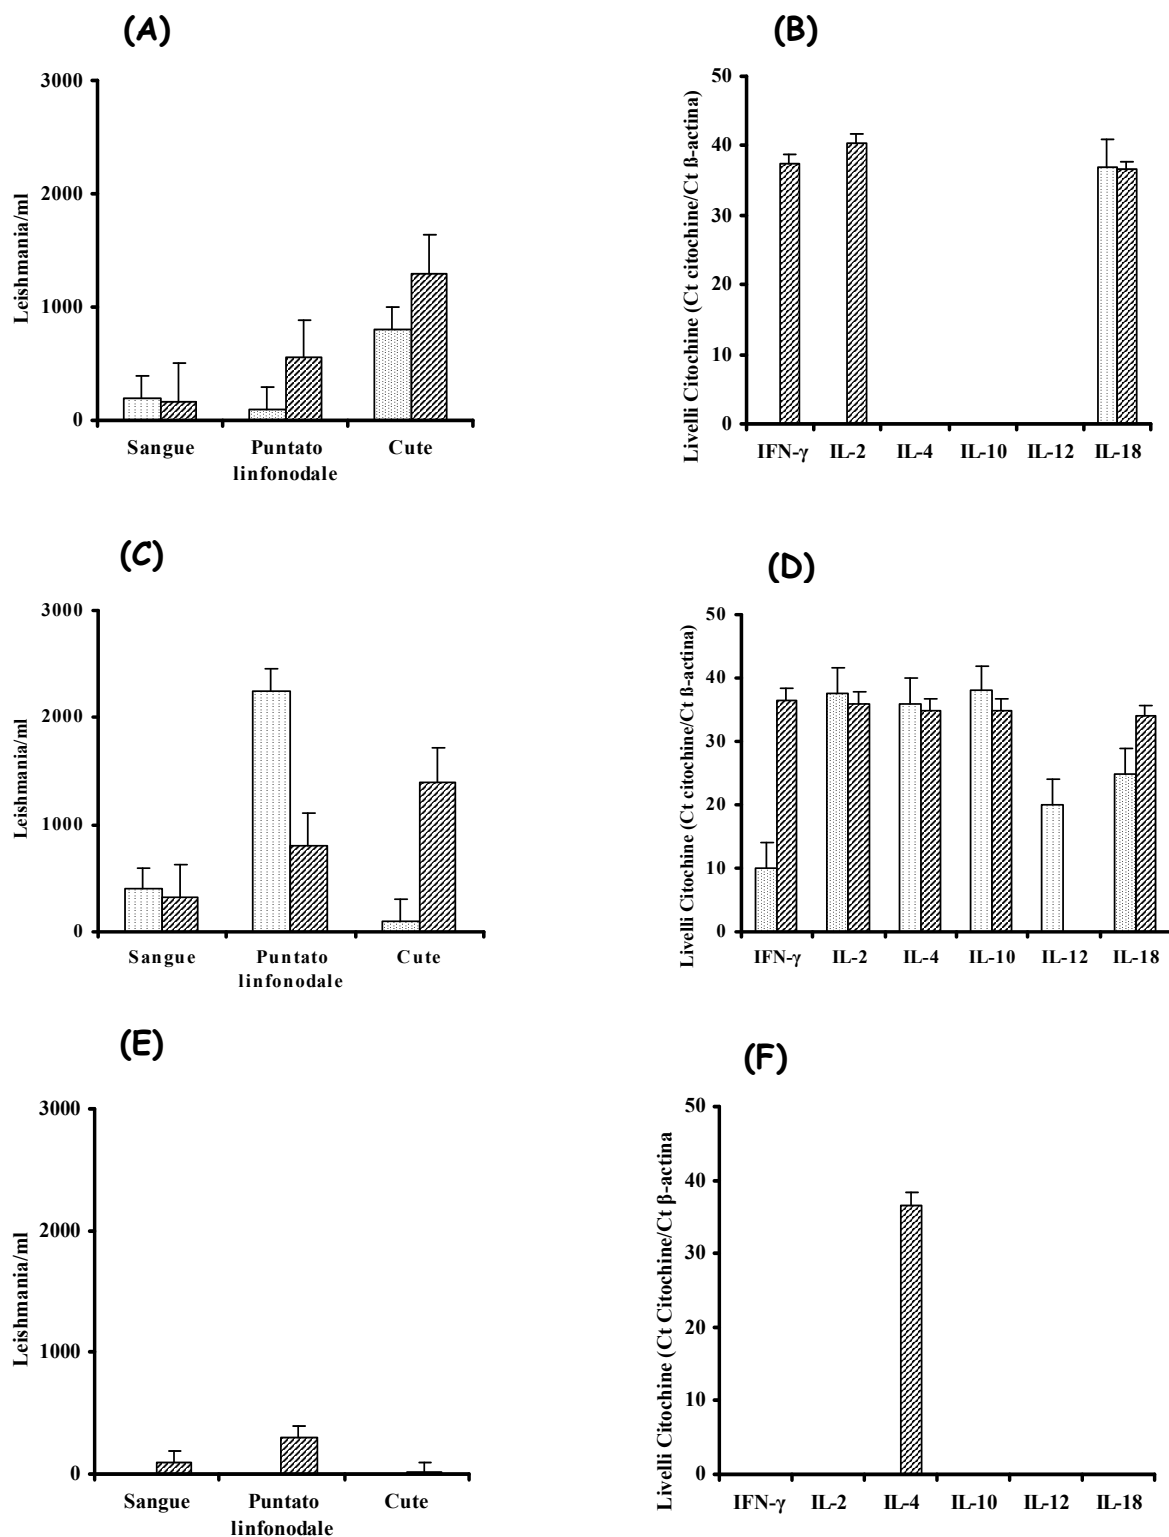 (A)
3000
2000
1000
0
Leishmania/ml
Sangue
Puntato
linfonodale
Cute
(B)
50
40
30
20
10
0
Livelli Citochine (Ct citochine/Ct ß-actina)
IFN-γ IL-2 IL-4 IL-10 IL-12 IL-18
(C)
3000
2000
1000
0
Leishmania/ml
Sangue
Puntato
linfonodale
Cute
(D)
50
40
30
20
10
0
Livelli Citochine (Ct citochine/Ct ß-actina)
IFN-γ IL-2 IL-4 IL-10 IL-12 IL-18
(E)
3000
2000
1000
0
Leishmania/ml
Sangue
Puntato
linfonodale
Cute
(F)
50
40
30
20
10
0
Livelli Citochine (Ct Citochine/Ct β-actina
IFN-γ IL-2 IL-4 IL-10 IL-12 IL-18